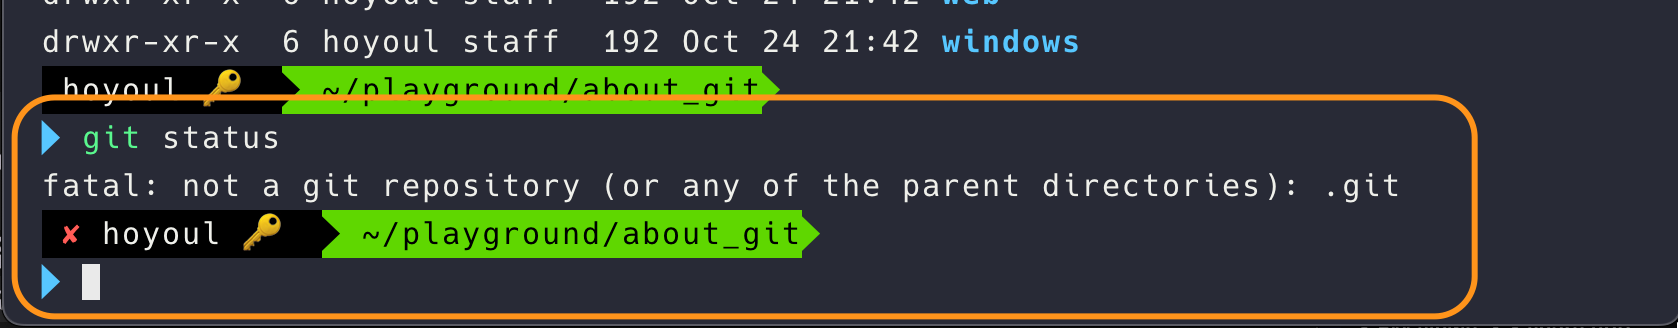 drwxr-xr-x 6 hoyoul staff 192 Oct 24 21:42 web
drwxr-xr-x 6 hoyoul staff 192 Oct 24 21:42 windows
hoyoul 🔑 ~/playground/about_git
git status
fatal: not a git repository (or any of the parent directories): .git
✘ hoyoul 🔑 ~/playground/about_git